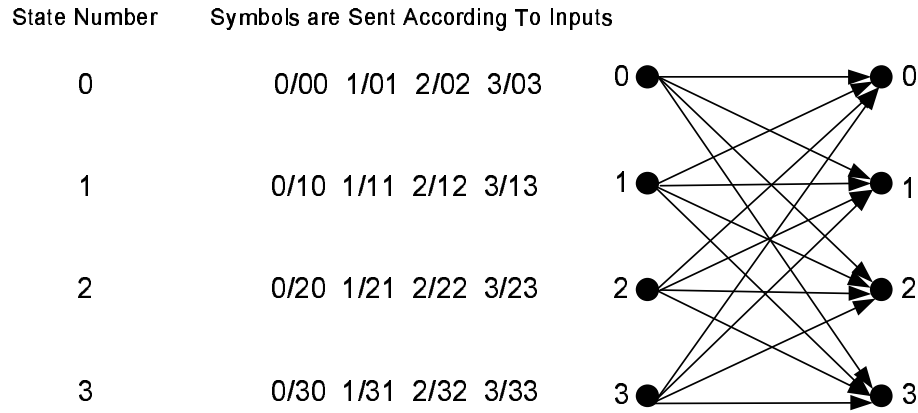 State Number Symbols are Sent According To Inputs
0 0/00 1/01 2/02 3/03 0 0
1 0/10 1/11 2/12 3/13 1 1
2 0/20 1/21 2/22 3/23 2 2
3 0/30 1/31 2/32 3/33 3 3